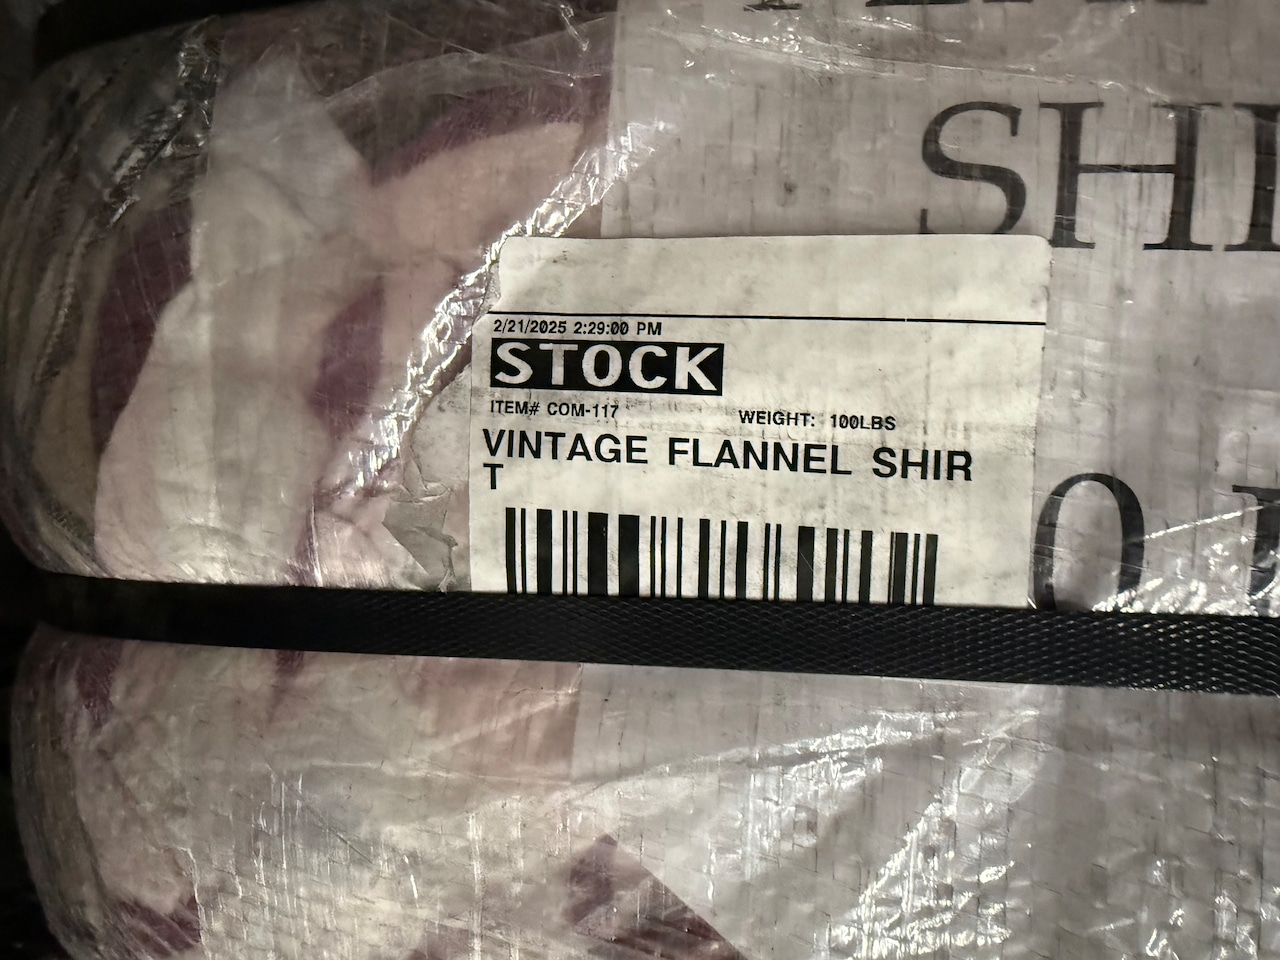 SHI
2/21/2025 2:29:00 PM
STOCK
ITEM# COM-117 WEIGHT: 100LBS
VINTAGE FLANNEL SHIR
T